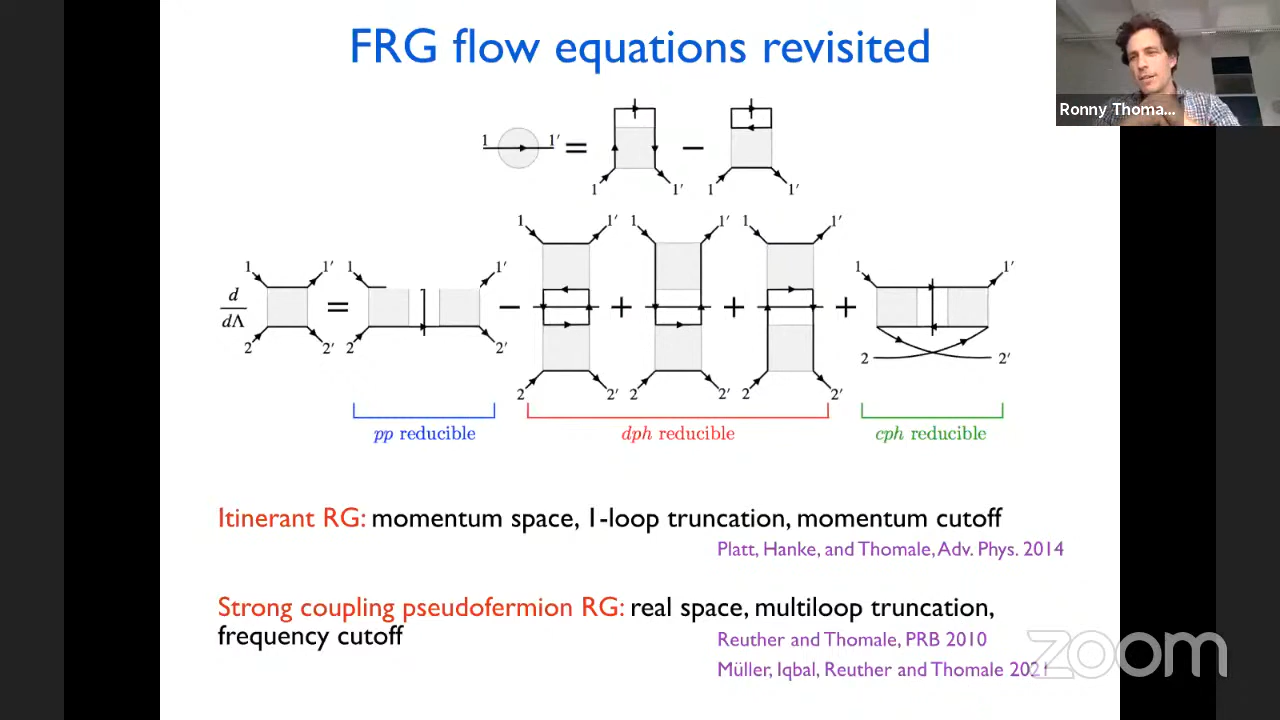 FRG flow equations revisited
Ronny Thoma...
1 1′ = −
1 1′ 1 1′
1 1′ 1 1′ 1 1′
1 1′ 1 1′ 1 1′
d/dΛ = − + + +
2 2′ 2 2′ 2 2′
2 2′ 2 2′ 2 2′
pp reducible
dph reducible
cph reducible
Itinerant RG: momentum space, 1-loop truncation, momentum cutoff
Platt, Hanke, and Thomale, Adv. Phys. 2014
Strong coupling pseudofermion RG: real space, multiloop truncation,
frequency cutoff
Reuther and Thomale, PRB 2010
Müller, Iqbal, Reuther and Thomale 2021
zoom